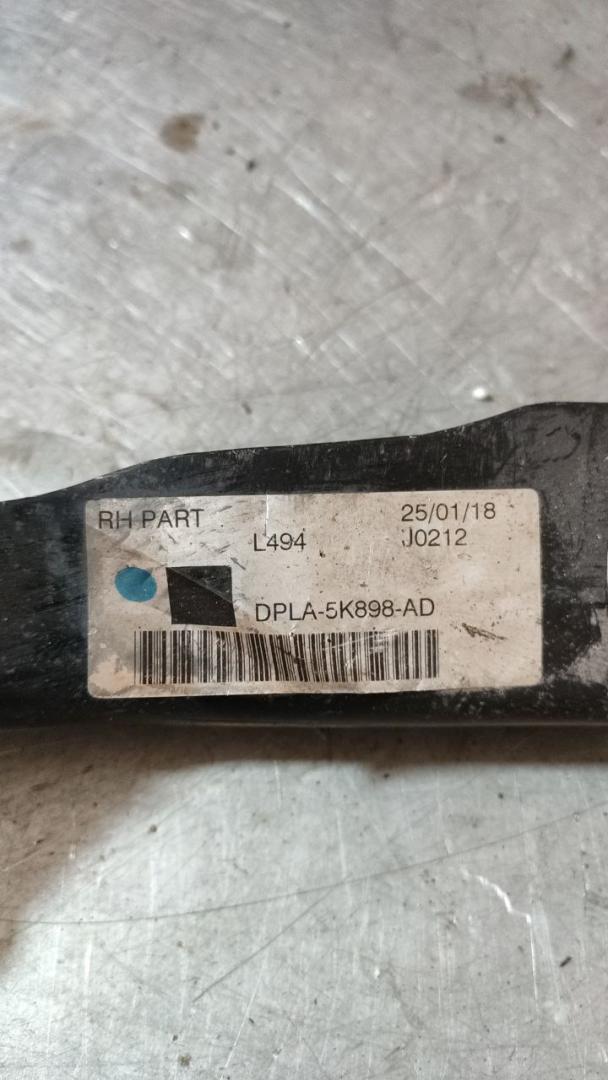 RH PART 25/01/18
L494 J0212
DPLA-5K898-AD